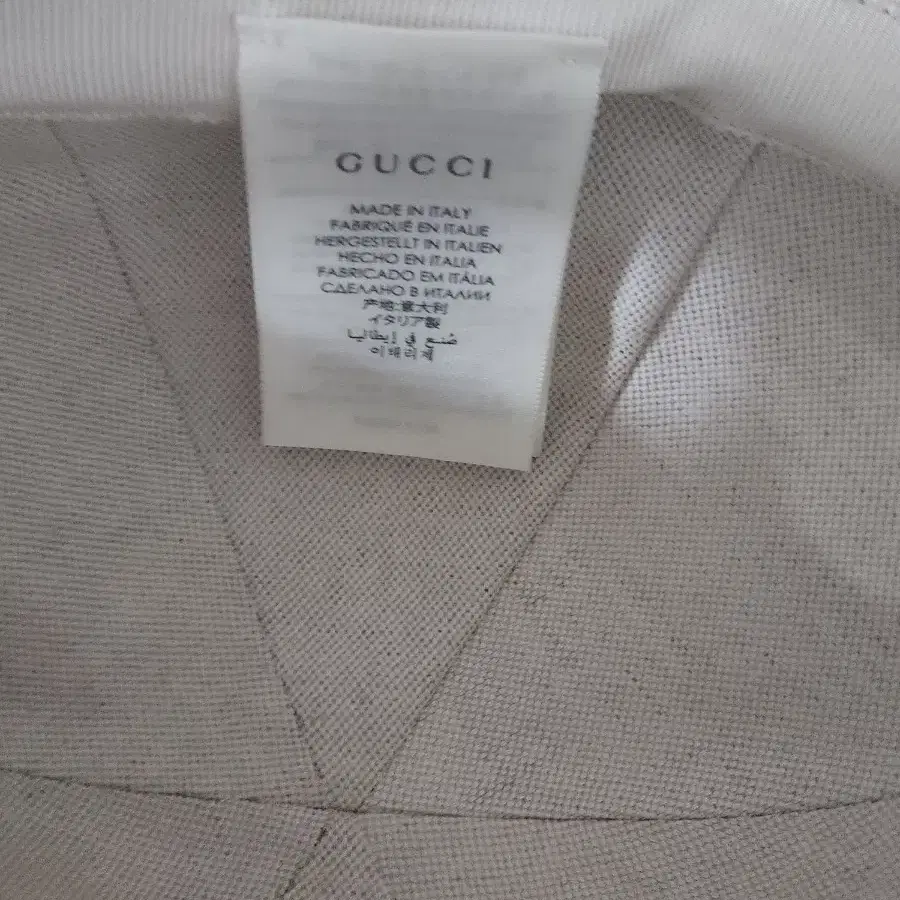 GUCCI
MADE IN ITALY
FABRIQUÉ EN ITALIE
HERGESTELLT IN ITALIEN
HECHO EN ITALIA
FABRICADO EM ITÁLIA
СДЕЛАНО В ИТАЛИИ
产地:意大利
イタリア製
صُنع في إيطاليا
이태리제